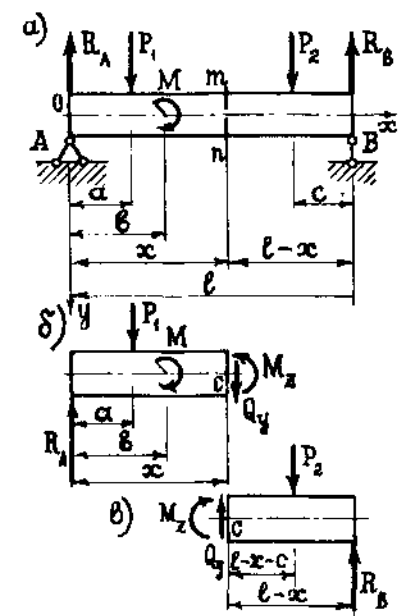 а)
R_A P_1 M m P_2 R_B
0 x
A n B
a c
в
x l-x
l
y
б) P_1
M
c M_z
a Q_y
R_A в
x P_2
в) M_z
c
Q_y l-x-c
l-x R_B